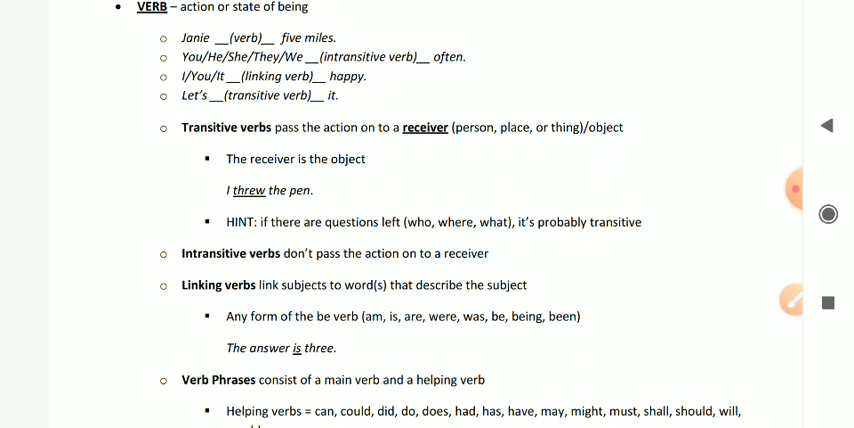 • VERB – action or state of being
o Janie __(verb)__ five miles.
o You/He/She/They/We __(intransitive verb)__ often.
o I/You/It __(linking verb)__ happy.
o Let's __(transitive verb)__ it.
o Transitive verbs pass the action on to a receiver (person, place, or thing)/object
▪ The receiver is the object
I threw the pen.
▪ HINT: if there are questions left (who, where, what), it's probably transitive
o Intransitive verbs don't pass the action on to a receiver
o Linking verbs link subjects to word(s) that describe the subject
▪ Any form of the be verb (am, is, are, were, was, be, being, been)
The answer is three.
o Verb Phrases consist of a main verb and a helping verb
▪ Helping verbs = can, could, did, do, does, had, has, have, may, might, must, shall, should, will,